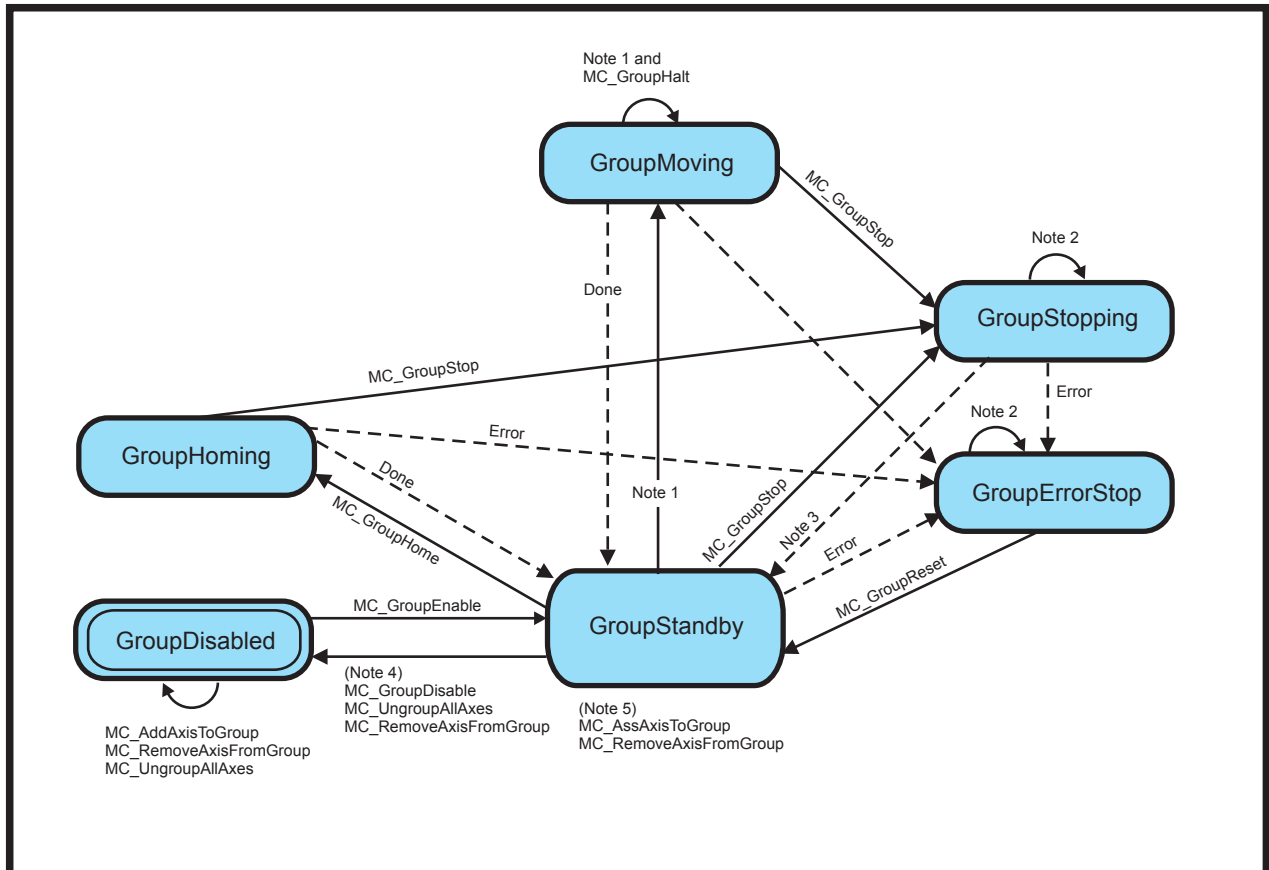 Note 1 and
MC_GroupHalt
GroupMoving
MC_GroupStop
Note 2
GroupStopping
Done
MC_GroupStop
Error
Note 2
GroupHoming
Error
GroupErrorStop
Done
MC_GroupHome
Note 1
MC_GroupStop
Note 3
Error
MC_GroupReset
MC_GroupEnable
GroupDisabled
GroupStandby
(Note 4)
MC_GroupDisable
MC_UngroupAllAxes
MC_RemoveAxisFromGroup
(Note 5)
MC_AssAxisToGroup
MC_RemoveAxisFromGroup
MC_AddAxisToGroup
MC_RemoveAxisFromGroup
MC_UngroupAllAxes